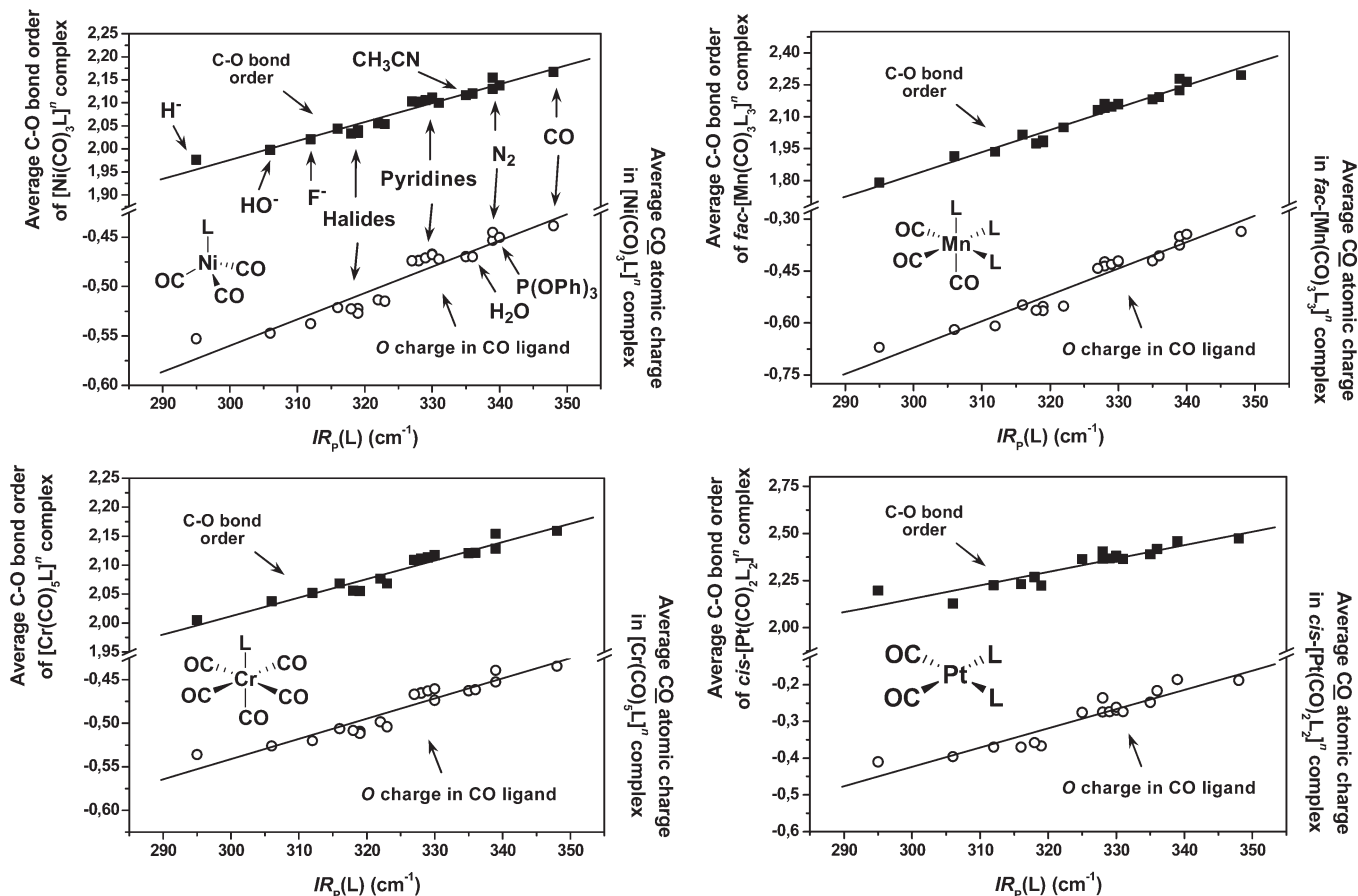 Average C-O bond order
of [Ni(CO)3L]n complex
2,25
2,20
2,15
2,10
2,05
2,00
1,95
1,90
-0,45
-0,50
-0,55
-0,60
H-
C-O bond
order
CH3CN
HO-
F-
Halides
Pyridines
N2
CO
P(OPh)3
H2O
L
Ni
OC
CO
CO
O charge in CO ligand
290 300 310 320 330 340 350
IRP(L) (cm-1)
Average CO atomic charge
in [Ni(CO)3L]n complex
Average C-O bond order
of fac-[Mn(CO)3L3]n complex
2,40
2,20
2,00
1,80
-0,30
-0,45
-0,60
-0,75
C-O bond
order
L
OC
L
Mn
OC
L
CO
O charge in CO ligand
290 300 310 320 330 340 350
IRP(L) (cm-1)
Average CO atomic charge
in fac-[Mn(CO)3L3]n complex
Average C-O bond order
of [Cr(CO)5L]n complex
2,25
2,20
2,15
2,10
2,05
2,00
1,95
-0,45
-0,50
-0,55
-0,60
C-O bond
order
L
OC
CO
Cr
OC
CO
CO
O charge in CO ligand
290 300 310 320 330 340 350
IRP(L) (cm-1)
Average CO atomic charge
in [Cr(CO)5L]n complex
Average C-O bond order
of cis-[Pt(CO)2L2]n complex
2,75
2,50
2,25
2,00
-0,2
-0,3
-0,4
-0,5
-0,6
C-O bond
order
OC
L
Pt
OC
L
O charge in CO ligand
290 300 310 320 330 340 350
IRP(L) (cm-1)
Average CO atomic charge
in cis-[Pt(CO)2L2]n complex